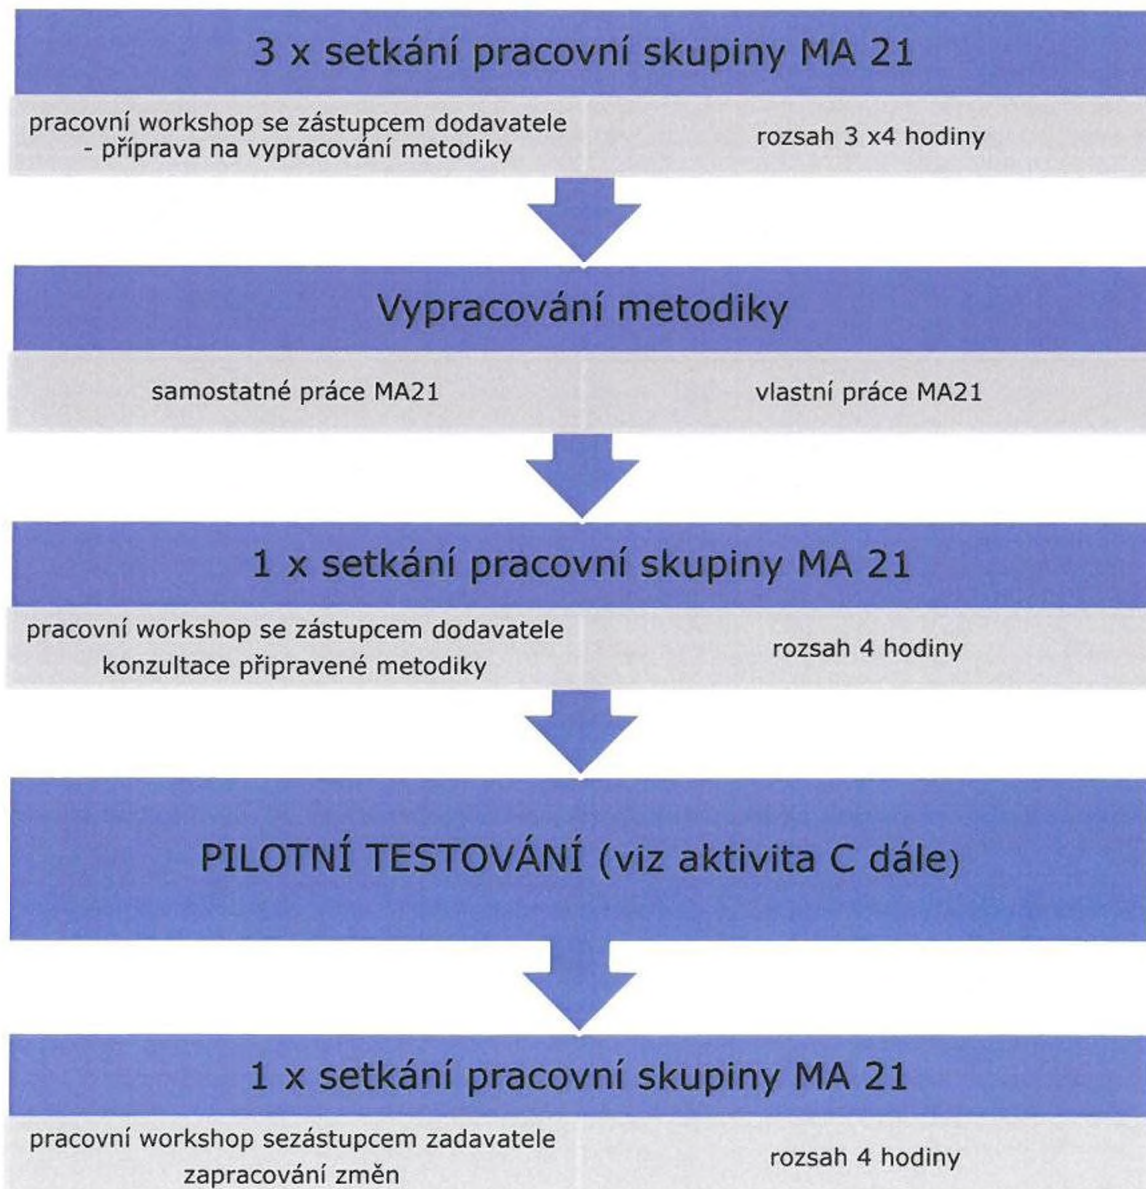 3 x setkání pracovní skupiny MA 21
pracovní workshop se zástupcem dodavatele
- příprava na vypracování metodiky
rozsah 3 x4 hodiny
Vypracování metodiky
samostatné práce MA21
vlastní práce MA21
1 x setkání pracovní skupiny MA 21
pracovní workshop se zástupcem dodavatele
konzultace připravené metodiky
rozsah 4 hodiny
PILOTNÍ TESTOVÁNÍ (viz aktivita C dále)
1 x setkání pracovní skupiny MA 21
pracovní workshop sezástupcem zadavatele
zapracování změn
rozsah 4 hodiny